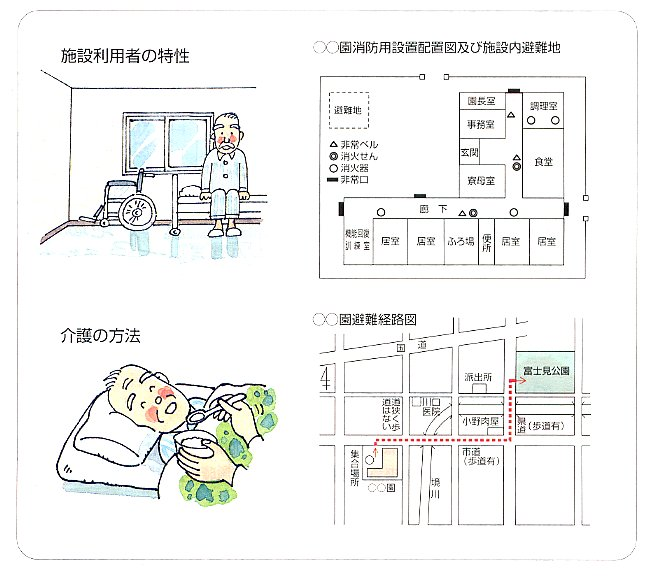 施設利用者の特性
○○園消防用設置配置図及び施設内避難地
避難地
園長室
調理室
事務室
△非常ベル
◎消火せん
○消火器
非常口
玄関
食堂
寮母室
廊下
機能回復
訓練室
居室
居室
ふろ場
便所
居室
居室
介護の方法
○○園避難経路図
国道
4
派出所
富士見公園
道狭く歩
道はない
川口
医院
小野肉屋
県道(歩道有)
市道
(歩道有)
集合場所
○○園
境川